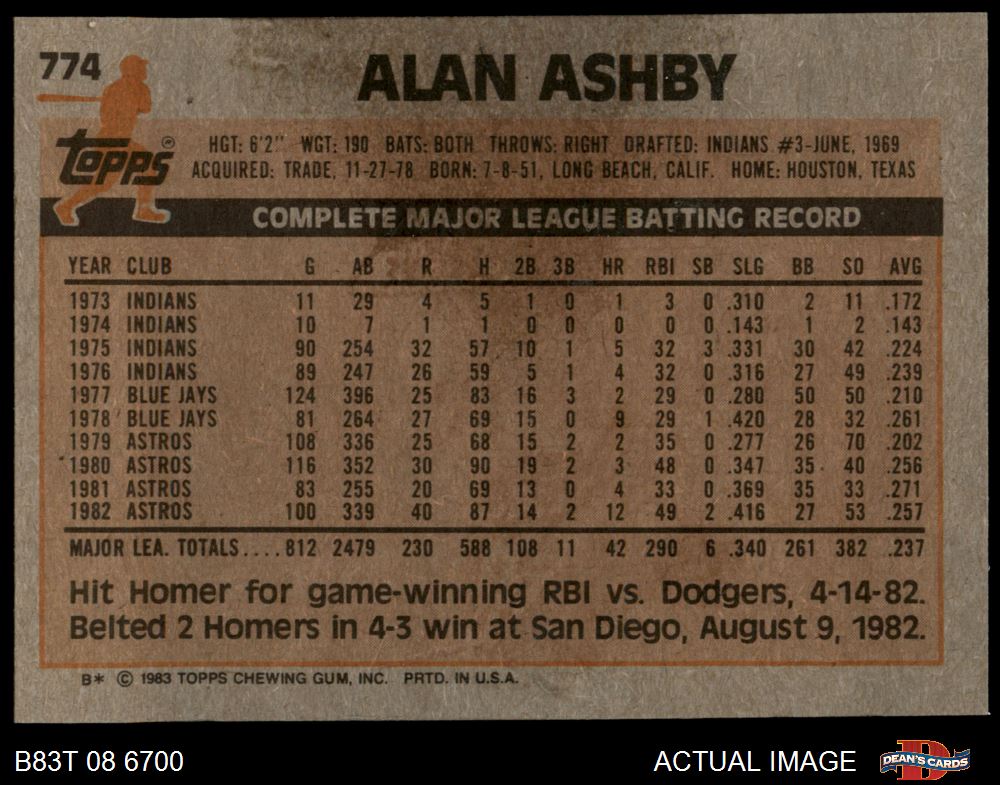 774
ALAN ASHBY
Topps®
HGT: 6'2" WGT: 190 BATS: BOTH THROWS: RIGHT DRAFTED: INDIANS #3-JUNE, 1969
ACQUIRED: TRADE, 11-27-78 BORN: 7-8-51, LONG BEACH, CALIF. HOME: HOUSTON, TEXAS
COMPLETE MAJOR LEAGUE BATTING RECORD
YEAR CLUB G AB R H 2B 3B HR RBI SB SLG BB SO AVG
1973 INDIANS 11 29 4 5 1 0 1 3 0 .310 2 11 .172
1974 INDIANS 10 7 1 1 0 0 0 0 0 .143 1 2 .143
1975 INDIANS 90 254 32 57 10 1 5 32 3 .331 30 42 .224
1976 INDIANS 89 247 26 59 5 1 4 32 0 .316 27 49 .239
1977 BLUE JAYS 124 396 25 83 16 3 2 29 0 .280 50 50 .210
1978 BLUE JAYS 81 264 27 69 15 0 9 29 1 .420 28 32 .261
1979 ASTROS 108 336 25 68 15 2 2 35 0 .277 26 70 .202
1980 ASTROS 116 352 30 90 19 2 3 48 0 .347 35 40 .256
1981 ASTROS 83 255 20 69 13 0 4 33 0 .369 35 33 .271
1982 ASTROS 100 339 40 87 14 2 12 49 2 .416 27 53 .257
MAJOR LEA. TOTALS.... 812 2479 230 588 108 11 42 290 6 .340 261 382 .237
Hit Homer for game-winning RBI vs. Dodgers, 4-14-82.
Belted 2 Homers in 4-3 win at San Diego, August 9, 1982.
B* © 1983 TOPPS CHEWING GUM, INC. PRTD. IN U.S.A.
B83T 08 6700
ACTUAL IMAGE
D
DEAN'S CARDS